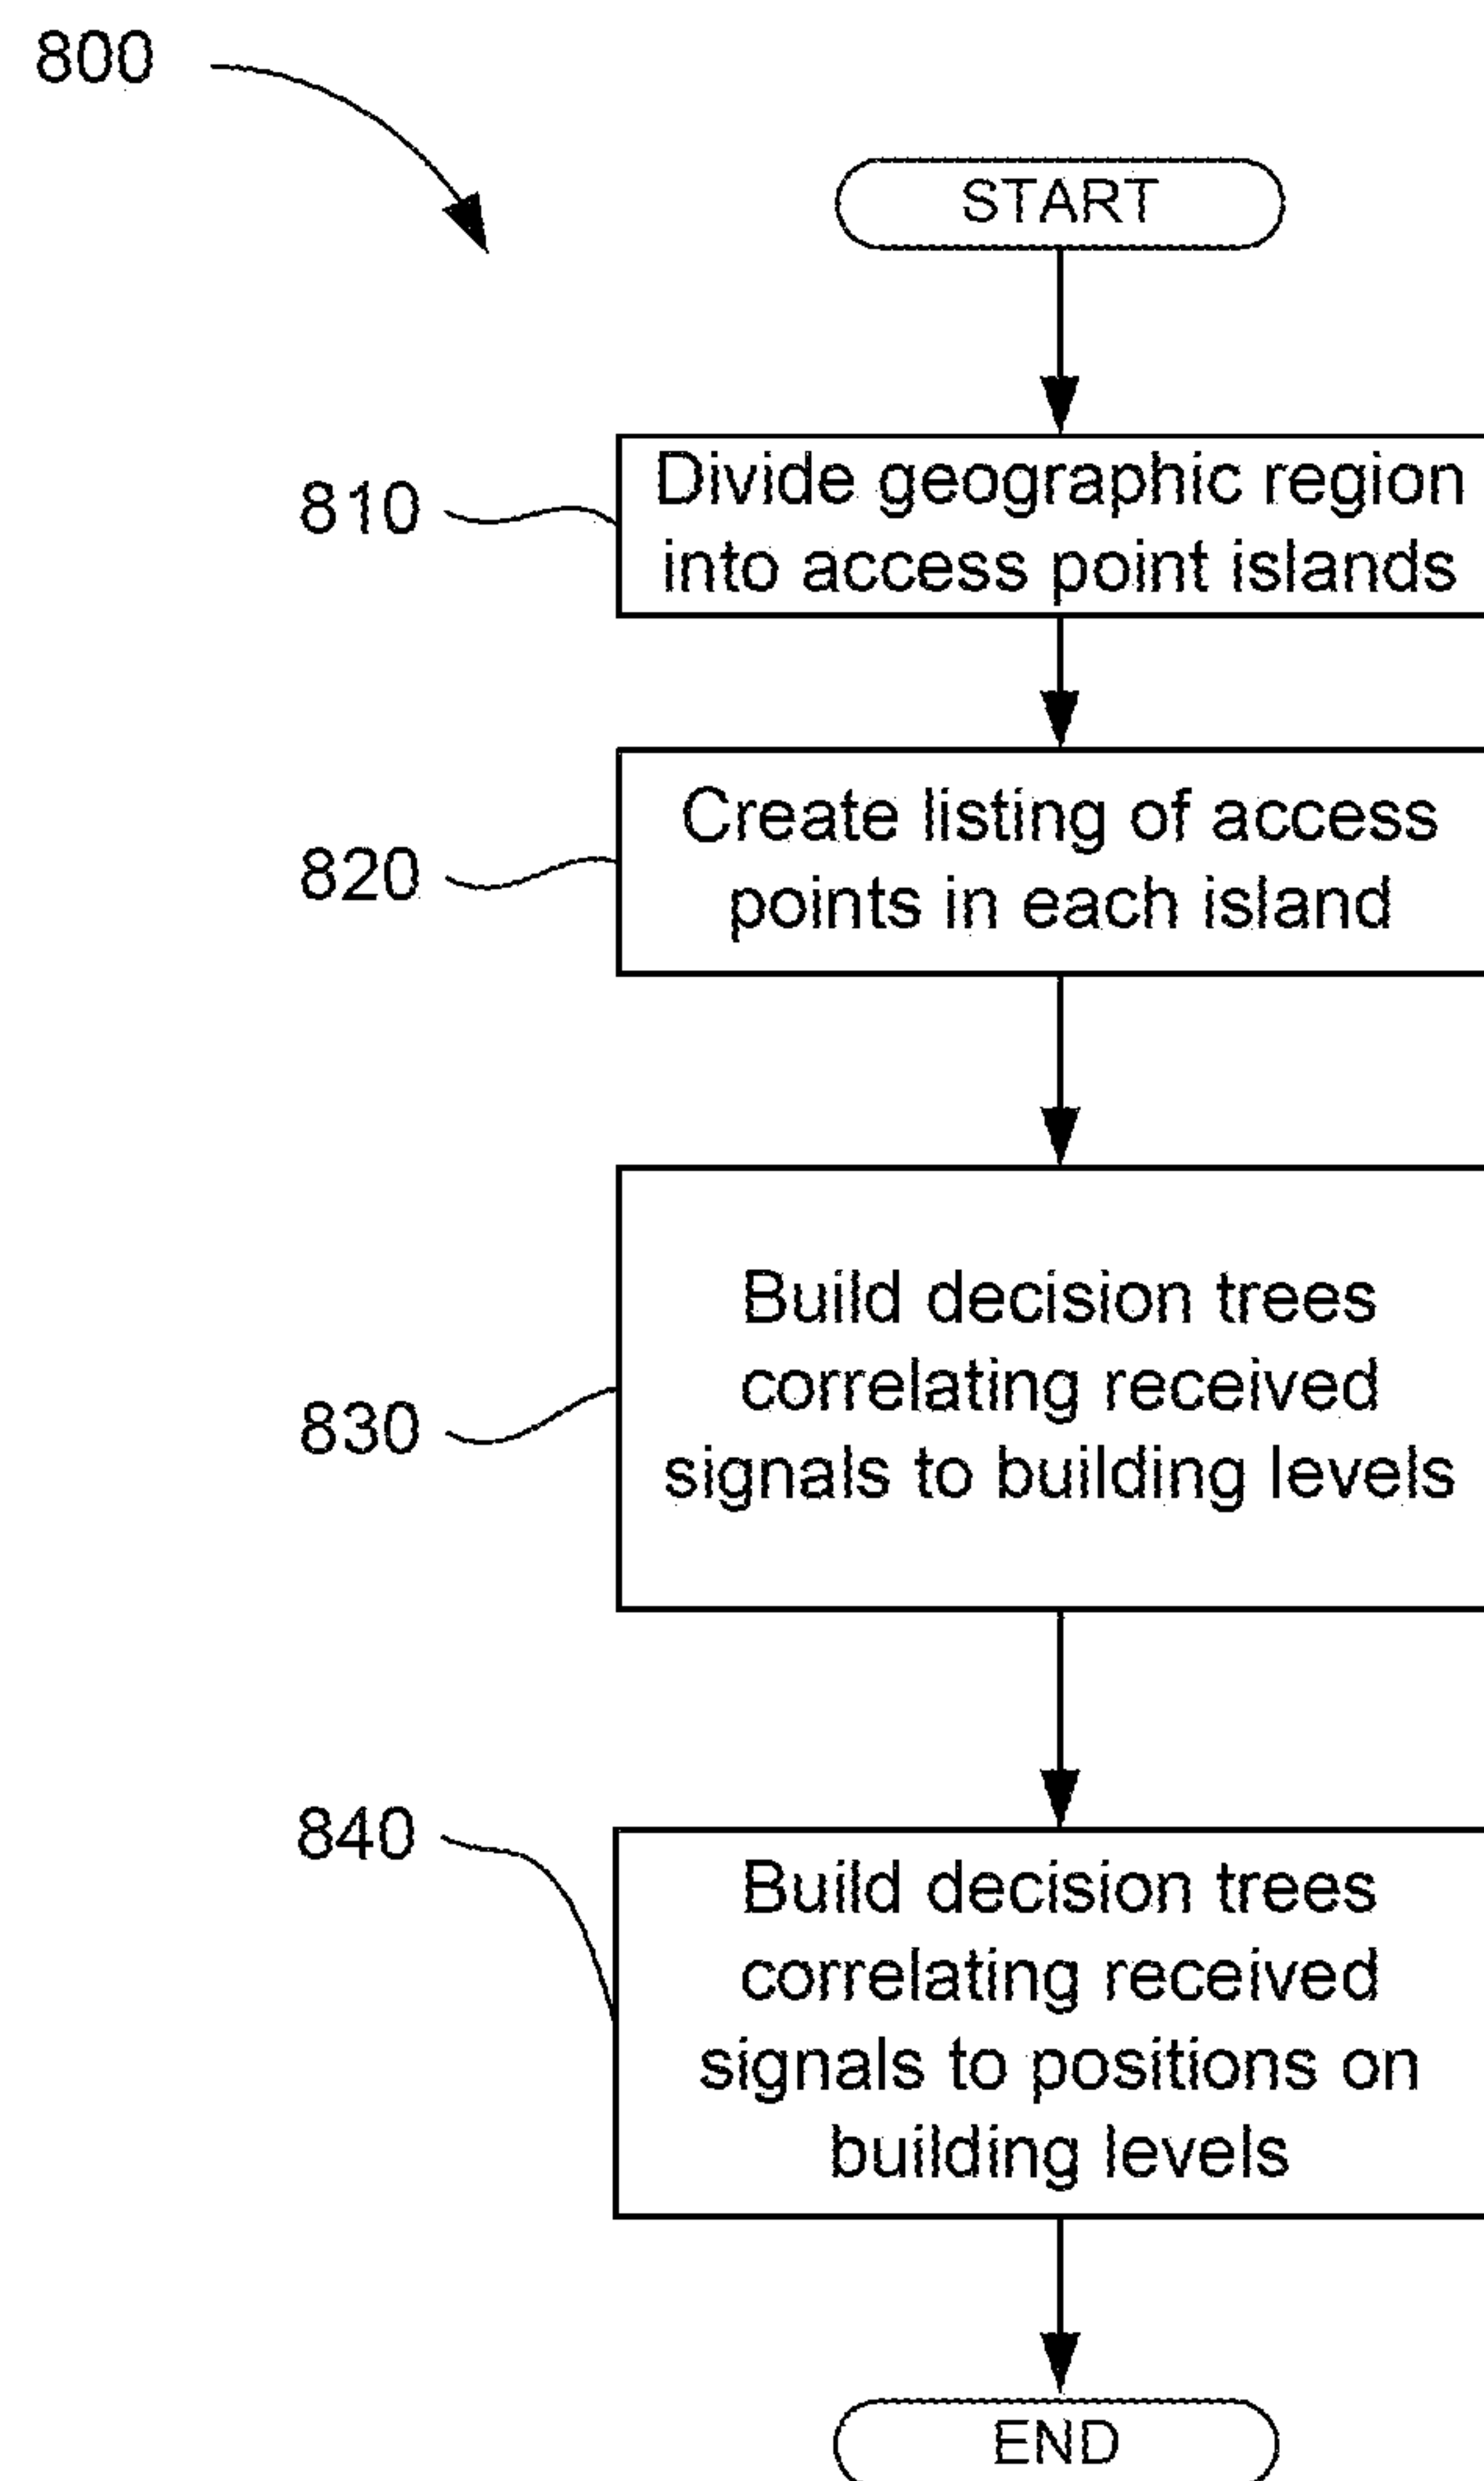 800
START
810
Divide geographic region
into access point islands
820
Create listing of access
points in each island
830
Build decision trees
correlating received
signals to building levels
840
Build decision trees
correlating received
signals to positions on
building levels
END